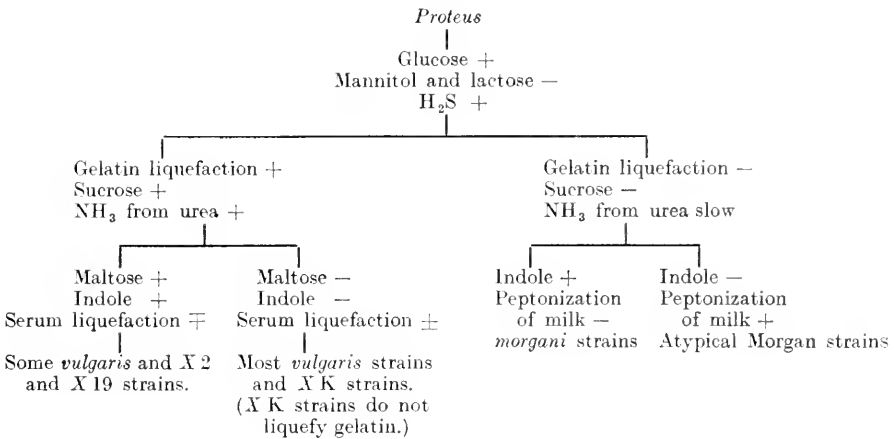 Proteus
Glucose +
Mannitol and lactose −
H₂S +
Gelatin liquefaction +
Sucrose +
NH₃ from urea +
Gelatin liquefaction −
Sucrose −
NH₃ from urea slow
Maltose +
Indole +
Serum liquefaction ∓
Some vulgaris and X 2
and X 19 strains.
Maltose −
Indole −
Serum liquefaction ±
Most vulgaris strains
and X K strains.
(X K strains do not
liquefy gelatin.)
Indole +
Peptonization
of milk −
morgani strains
Indole −
Peptonization
of milk +
Atypical Morgan strains